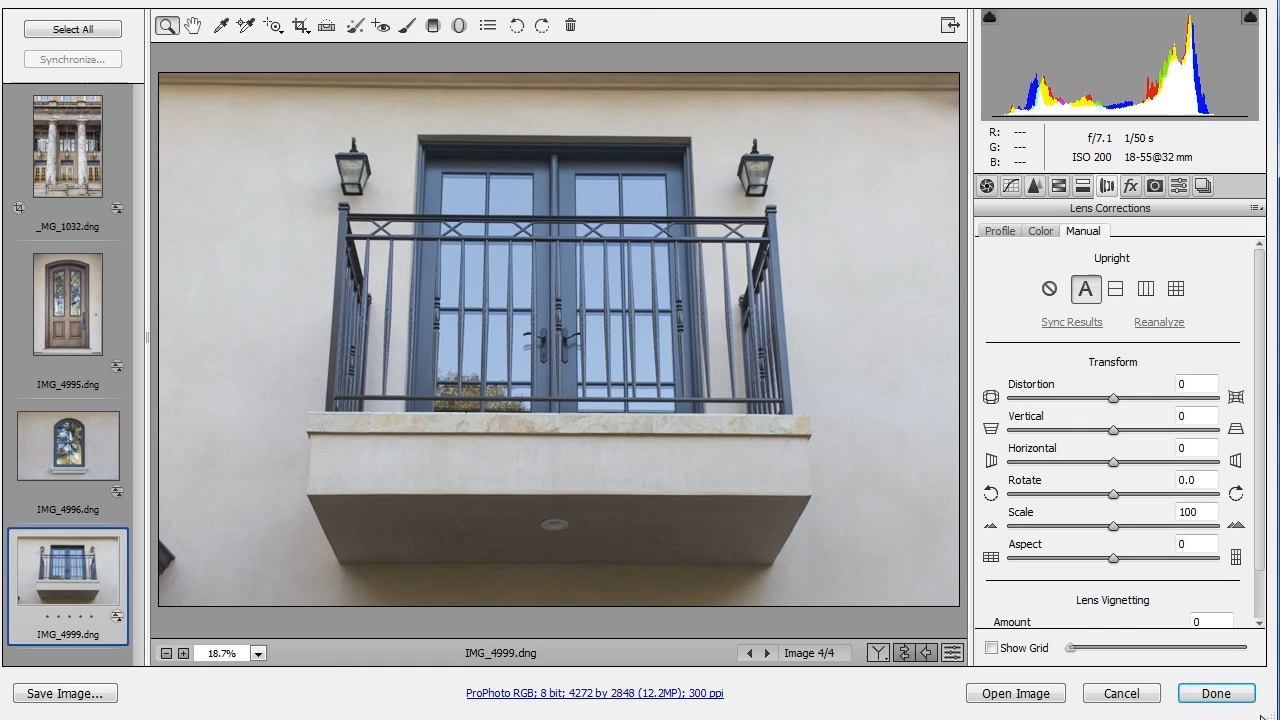 Select All
Synchronize...
_MG_1032.dng
IMG_4995.dng
IMG_4996.dng
IMG_4999.dng
A
fx
R: ---
G: ---
B: ---
f/7.1 1/50 s
ISO 200 18-55@32 mm
Lens Corrections
Profile Color Manual
Upright
A
Sync Results Reanalyze
Transform
Distortion 0
Vertical 0
Horizontal 0
Rotate 0.0
Scale 100
Aspect 0
Lens Vignetting
Amount 0
Show Grid
18.7%
IMG_4999.dng
Image 4/4
Y
Save Image...
ProPhoto RGB; 8 bit; 4272 by 2848 (12.2MP); 300 ppi
Open Image
Cancel
Done